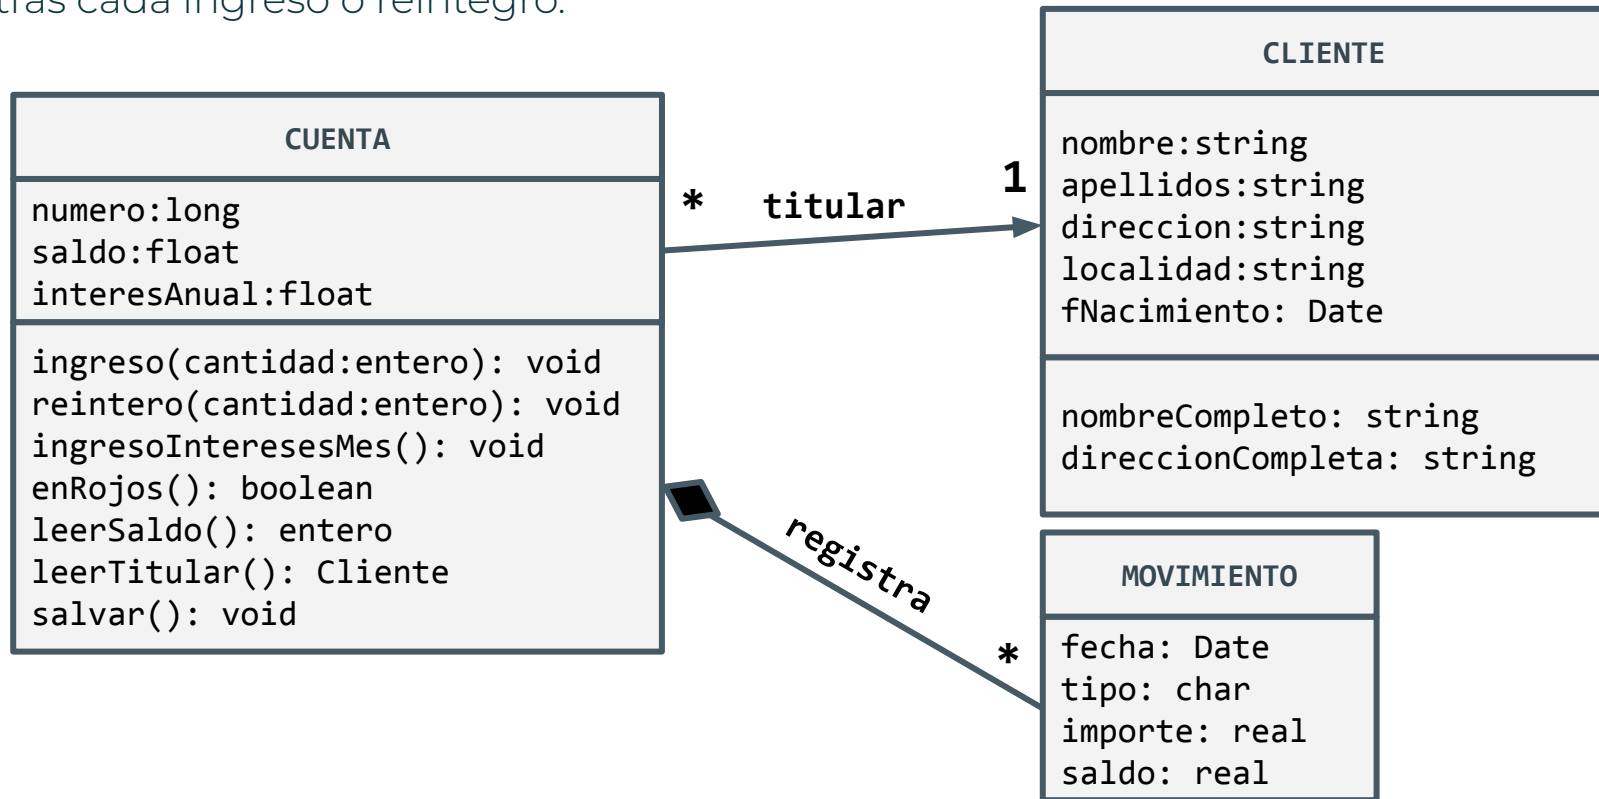 tras cada ingreso o reintegro.
CUENTA
numero:long
saldo:float
interesAnual:float
ingreso(cantidad:entero): void
reintero(cantidad:entero): void
ingresoInteresesMes(): void
enRojos(): boolean
leerSaldo(): entero
leerTitular(): Cliente
salvar(): void
* titular 1
CLIENTE
nombre:string
apellidos:string
direccion:string
localidad:string
fNacimiento: Date
nombreCompleto: string
direccionCompleta: string
registra
*
MOVIMIENTO
fecha: Date
tipo: char
importe: real
saldo: real